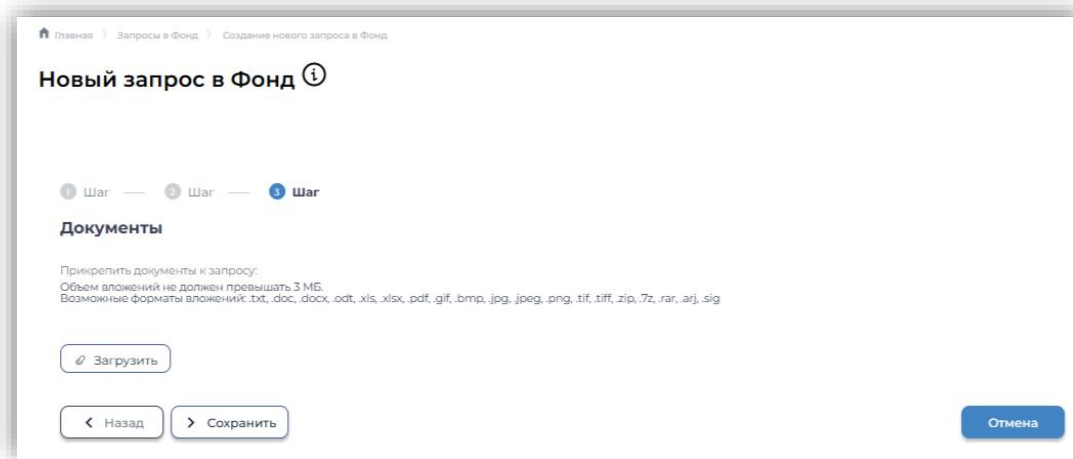 Главная > Запросы в Фонд > Создание нового запроса в Фонд
Новый запрос в Фонд i
1 Шаг — 2 Шаг — 3 Шаг
Документы
Прикрепить документы к запросу:
Объем вложений не должен превышать 3 МБ.
Возможные форматы вложений: .txt, .doc, .docx, .odt, .xls, .xlsx, .pdf, .gif, .bmp, .jpg, .jpeg, .png, .tif, .tiff, .zip, .7z, .rar, .arj, .sig
Загрузить
Назад Сохранить Отмена